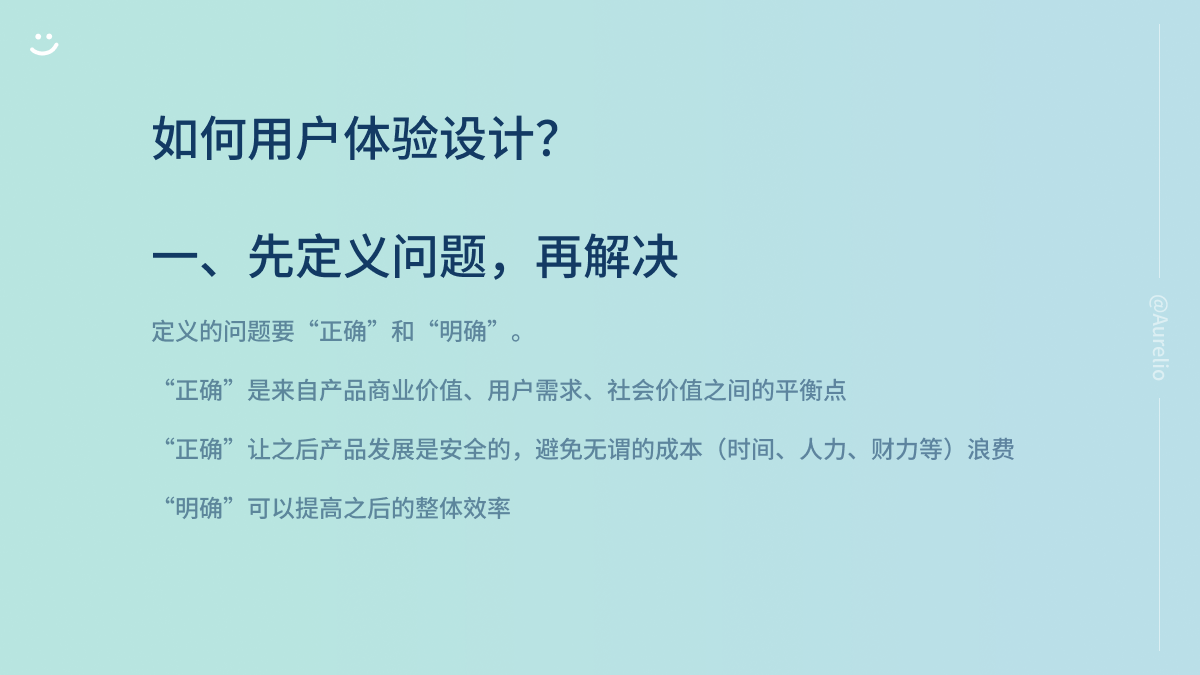 如何用户体验设计？
一、先定义问题，再解决
定义的问题要“正确”和“明确”。
“正确”是来自产品商业价值、用户需求、社会价值之间的平衡点
“正确”让之后产品发展是安全的，避免无谓的成本（时间、人力、财力等）浪费
“明确”可以提高之后的整体效率
@Aurelio